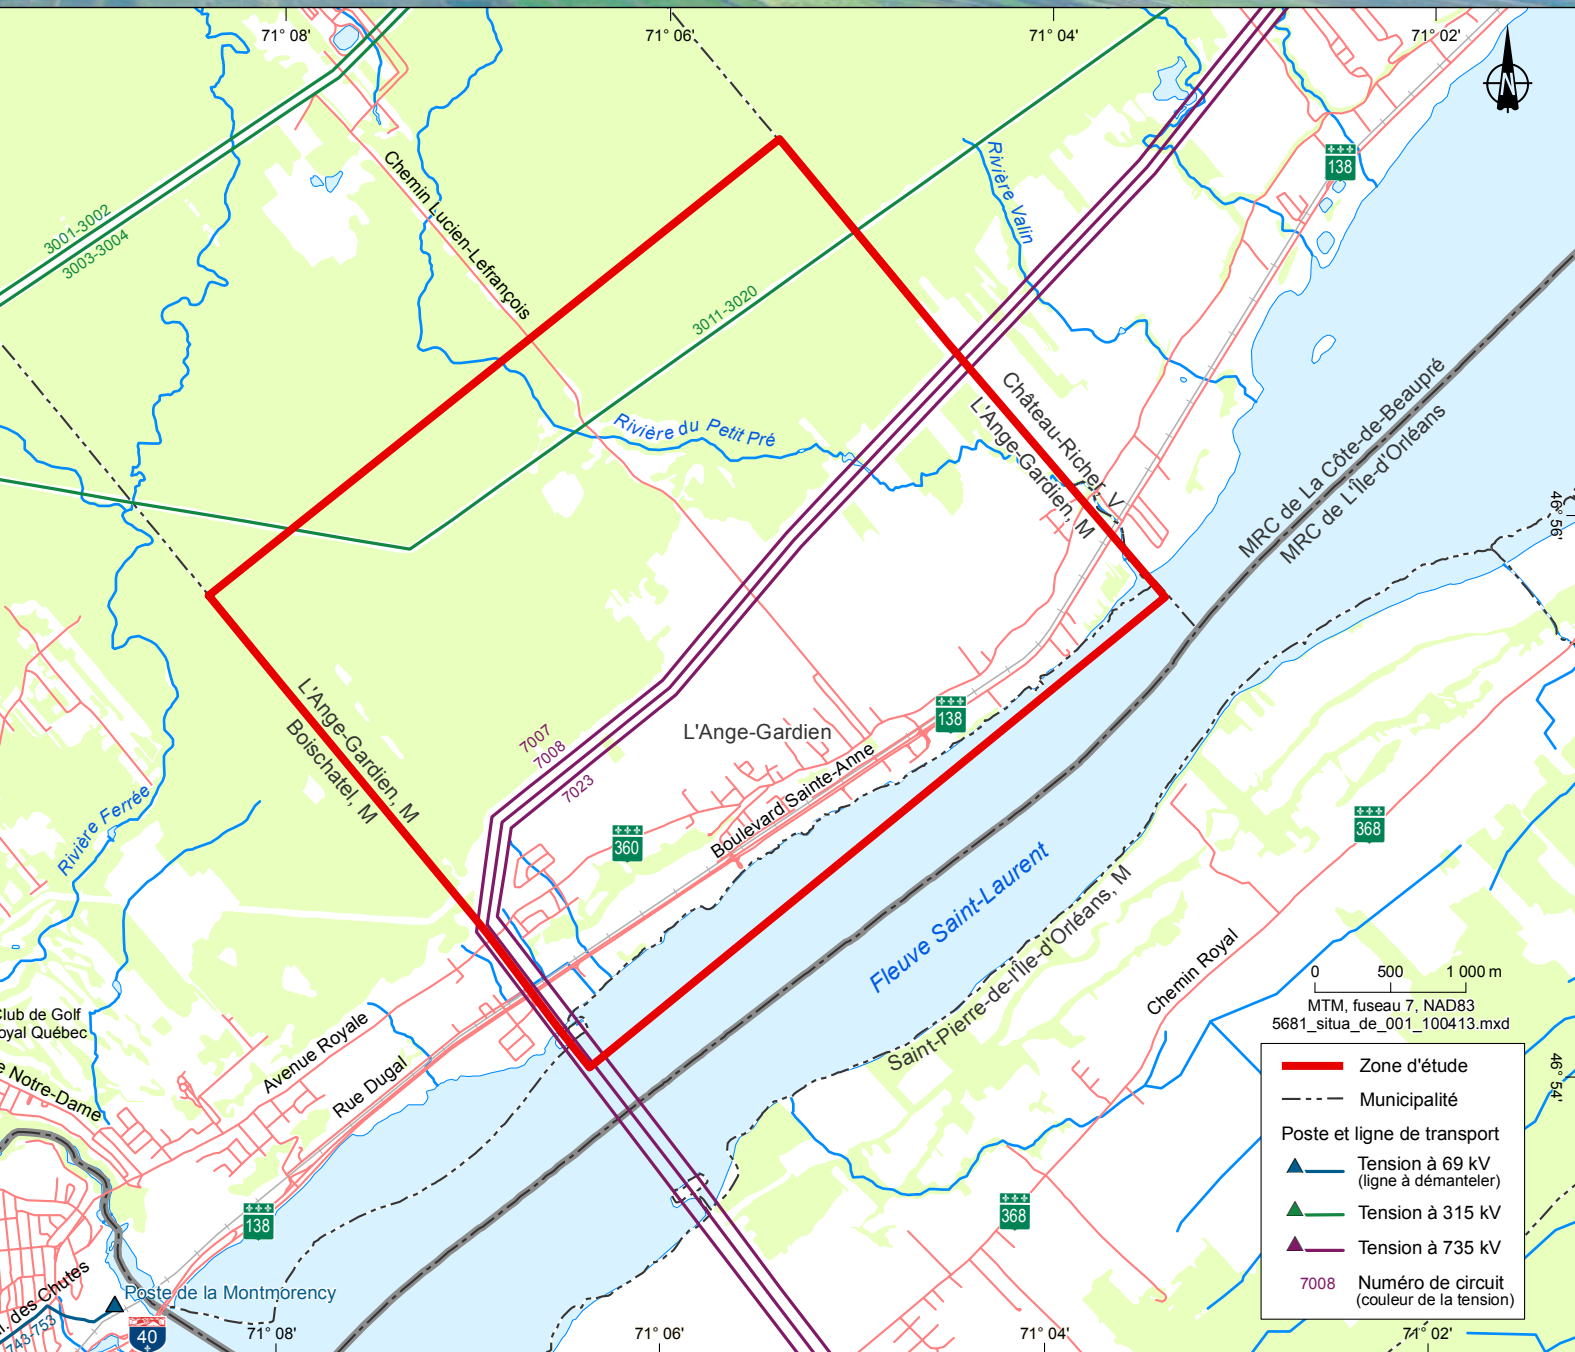 71° 08'
71° 06'
71° 04'
71° 02'
N
138
Chemin Lucien-Lefrançois
Rivière Valin
3001-3002
3003-3004
3011-3020
Rivière du Petit Pré
Château-Richer, V
L'Ange-Gardien, M
MRC de La Côte-de-Beaupré
MRC de L'Île-d'Orléans
46° 56'
L'Ange-Gardien, M
Boischatel, M
7007
7008
7023
L'Ange-Gardien
138
Boulevard Sainte-Anne
360
Rivière Ferrée
368
Fleuve Saint-Laurent
Saint-Pierre-de-l'Île-d'Orléans, M
Chemin Royal
Club de Golf
Royal Québec
Avenue Royale
Rue Dugal
e Notre-Dame
0 500 1 000 m
MTM, fuseau 7, NAD83
5681_situa_de_001_100413.mxd
46° 54'
Zone d'étude
Municipalité
Poste et ligne de transport
Tension à 69 kV
(ligne à démanteler)
Tension à 315 kV
Tension à 735 kV
7008 Numéro de circuit
(couleur de la tension)
368
138
des Chutes
743-753
Poste de la Montmorency
40
71° 08'
71° 06'
71° 04'
71° 02'